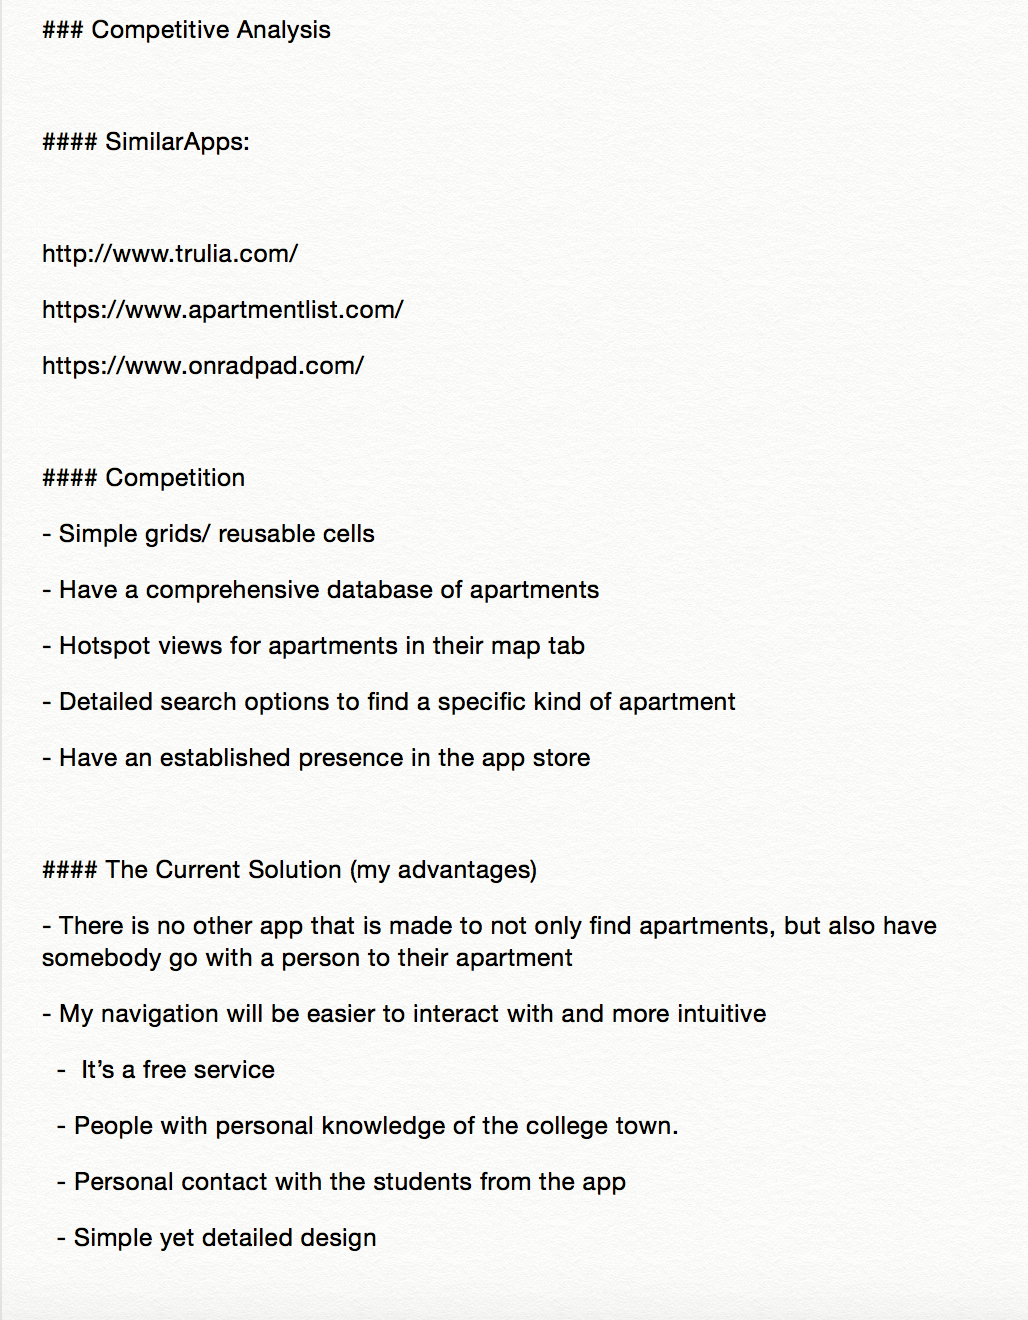 ### Competitive Analysis
#### SimilarApps:
http://www.trulia.com/
https://www.apartmentlist.com/
https://www.onradpad.com/
#### Competition
- Simple grids/ reusable cells
- Have a comprehensive database of apartments
- Hotspot views for apartments in their map tab
- Detailed search options to find a specific kind of apartment
- Have an established presence in the app store
#### The Current Solution (my advantages)
- There is no other app that is made to not only find apartments, but also have
somebody go with a person to their apartment
- My navigation will be easier to interact with and more intuitive
- It’s a free service
- People with personal knowledge of the college town.
- Personal contact with the students from the app
- Simple yet detailed design